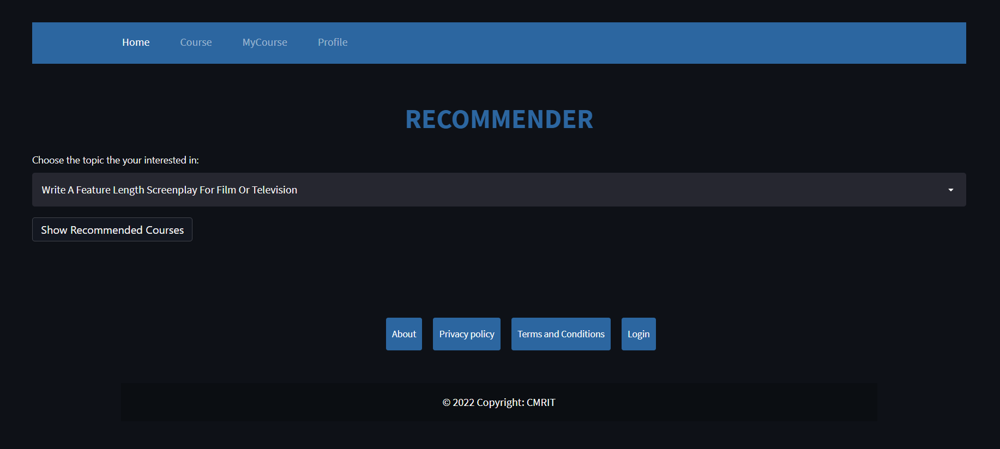 Home Course MyCourse Profile
RECOMMENDER
Choose the topic the your interested in:
Write A Feature Length Screenplay For Film Or Television
Show Recommended Courses
About Privacy policy Terms and Conditions Login
© 2022 Copyright: CMRIT